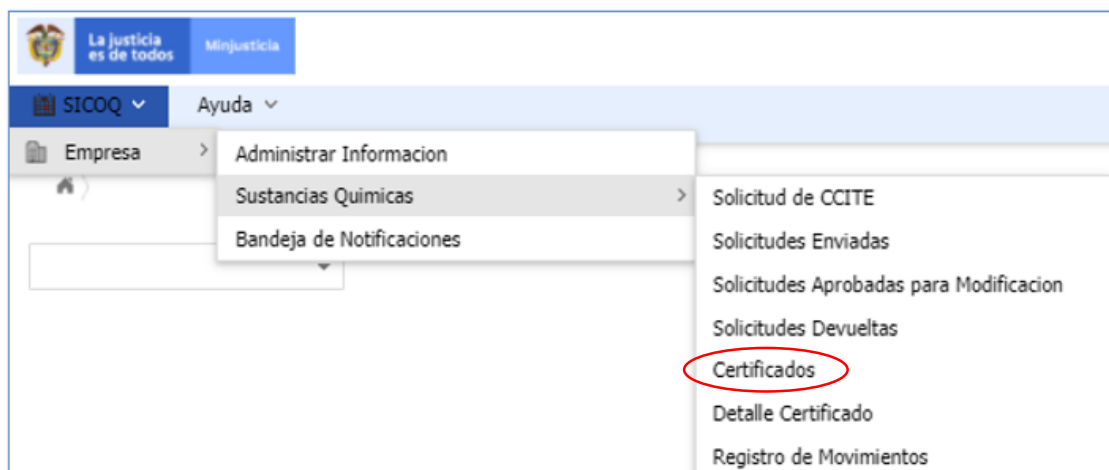 La justicia
es de todos
Minjusticia
SICOQ
Ayuda
Empresa
Administrar Informacion
Sustancias Quimicas
Bandeja de Notificaciones
Solicitud de CCITE
Solicitudes Enviadas
Solicitudes Aprobadas para Modificacion
Solicitudes Devueltas
Certificados
Detalle Certificado
Registro de Movimientos